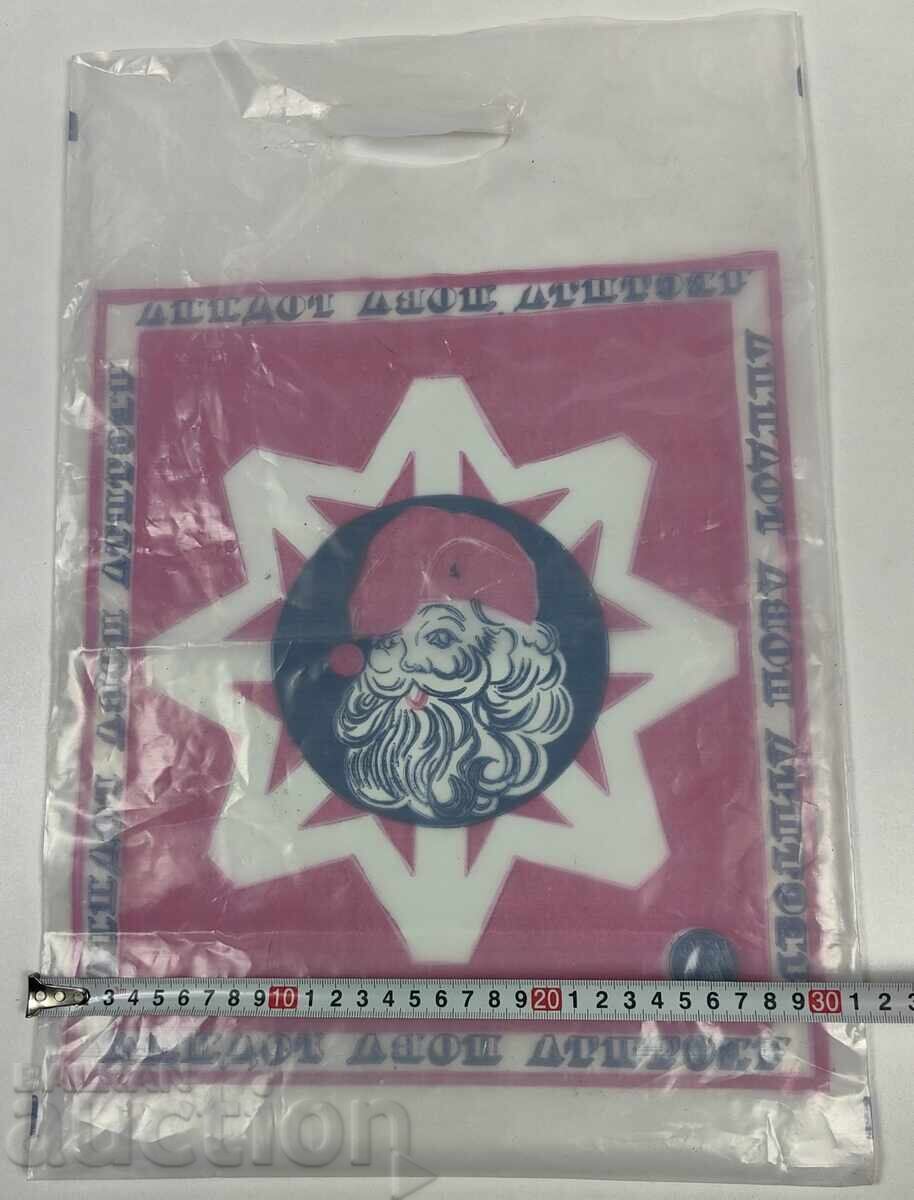 ЧЕСТИТА НОВА ГОДИНА
ЧЕСТИТА НОВА ГОДИНА
ЧЕСТИТА НОВА ГОДИНА
2 3 4 5 6 7 8 9 10 1 2 3 4 5 6 7 8 9 20 1 2 3 4 5 6 7 8 9 30 1 2 3
ЧЕСТИТА НОВА ГОДИНА
BALKAN
auction